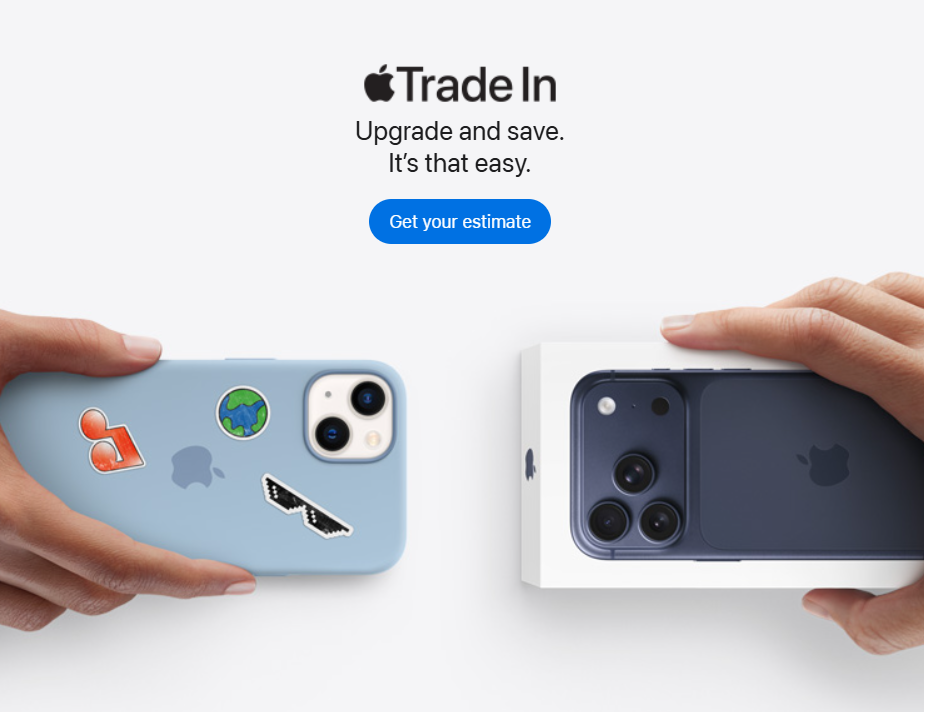 Trade In
Upgrade and save.
It’s that easy.
Get your estimate